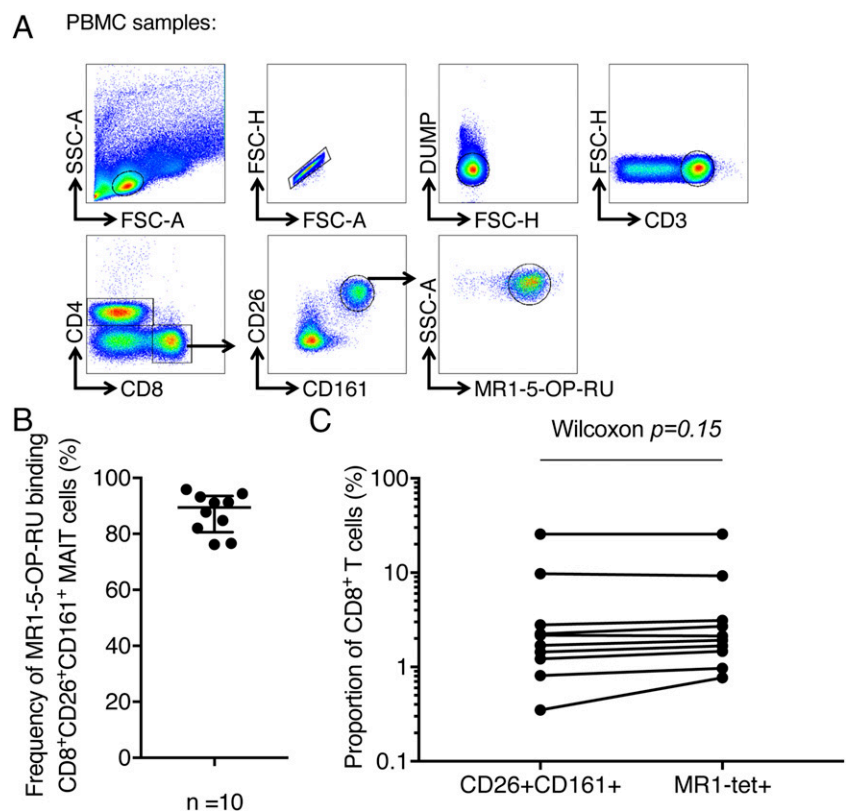 A PBMC samples:
SSC-A
FSC-A
FSC-H
FSC-A
DUMP
FSC-H
FSC-H
CD3
CD4
CD8
CD26
CD161
SSC-A
MR1-5-OP-RU
B
Frequency of MR1-5-OP-RU binding
CD8+CD26+CD161+ MAIT cells (%)
100
80
60
40
20
0
n =10
C
Wilcoxon p=0.15
Proportion of CD8+ T cells (%)
100
10
1
0.1
CD26+CD161+
MR1-tet+